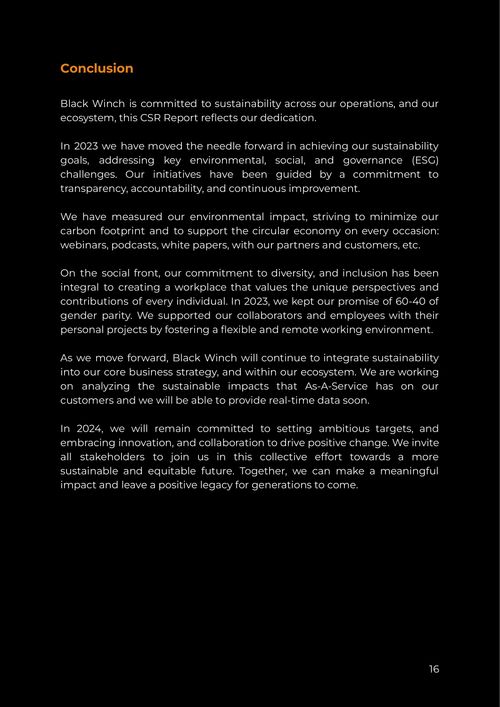 Conclusion
Black Winch is committed to sustainability across our operations, and our
ecosystem, this CSR Report reflects our dedication.
In 2023 we have moved the needle forward in achieving our sustainability
goals, addressing key environmental, social, and governance (ESG)
challenges. Our initiatives have been guided by a commitment to
transparency, accountability, and continuous improvement.
We have measured our environmental impact, striving to minimize our
carbon footprint and to support the circular economy on every occasion:
webinars, podcasts, white papers, with our partners and customers, etc.
On the social front, our commitment to diversity, and inclusion has been
integral to creating a workplace that values the unique perspectives and
contributions of every individual. In 2023, we kept our promise of 60-40 of
gender parity. We supported our collaborators and employees with their
personal projects by fostering a flexible and remote working environment.
As we move forward, Black Winch will continue to integrate sustainability
into our core business strategy, and within our ecosystem. We are working
on analyzing the sustainable impacts that As-A-Service has on our
customers and we will be able to provide real-time data soon.
In 2024, we will remain committed to setting ambitious targets, and
embracing innovation, and collaboration to drive positive change. We invite
all stakeholders to join us in this collective effort towards a more
sustainable and equitable future. Together, we can make a meaningful
impact and leave a positive legacy for generations to come.
16